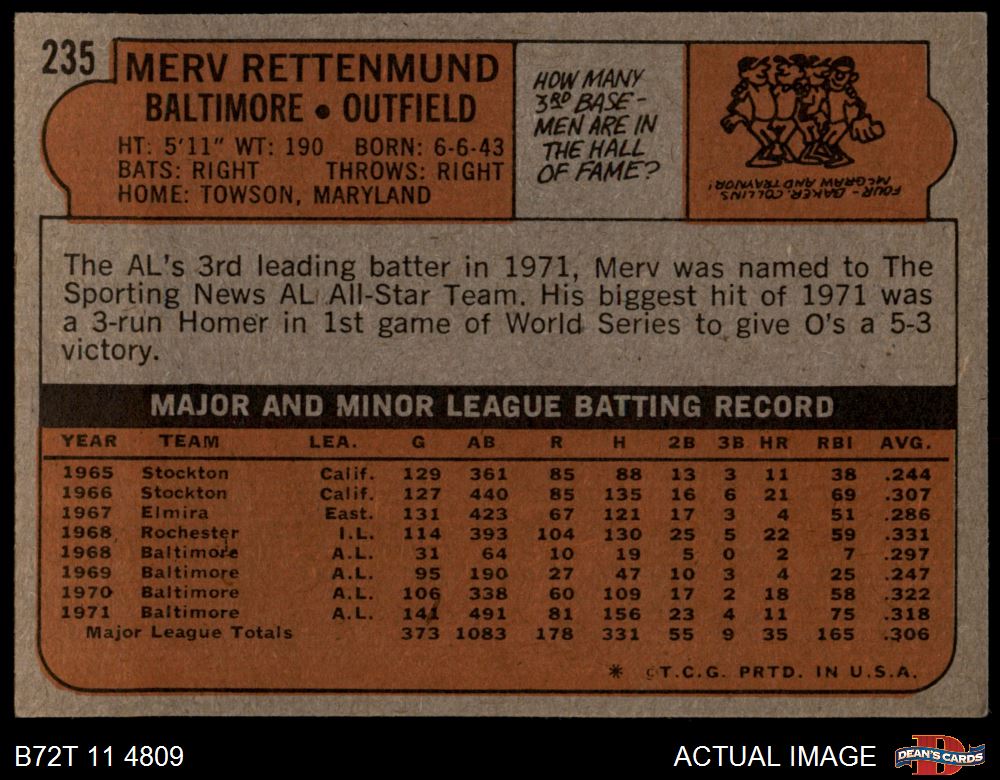 235
MERV RETTENMUND
BALTIMORE • OUTFIELD
HT: 5'11" WT: 190 BORN: 6-6-43
BATS: RIGHT THROWS: RIGHT
HOME: TOWSON, MARYLAND
HOW MANY
3RD BASE-
MEN ARE IN
THE HALL
OF FAME?
FOUR - BAKER, COLLINS
McGRAW AND TRAYNOR!
The AL's 3rd leading batter in 1971, Merv was named to The
Sporting News AL All-Star Team. His biggest hit of 1971 was
a 3-run Homer in 1st game of World Series to give O's a 5-3
victory.
MAJOR AND MINOR LEAGUE BATTING RECORD
YEAR TEAM LEA. G AB R H 2B 3B HR RBI AVG.
1965 Stockton Calif. 129 361 85 88 13 3 11 38 .244
1966 Stockton Calif. 127 440 85 135 16 6 21 69 .307
1967 Elmira East. 131 423 67 121 17 3 4 51 .286
1968 Rochester I.L. 114 393 104 130 25 5 22 59 .331
1968 Baltimore A.L. 31 64 10 19 5 0 2 7 .297
1969 Baltimore A.L. 95 190 27 47 10 3 4 25 .247
1970 Baltimore A.L. 106 338 60 109 17 2 18 58 .322
1971 Baltimore A.L. 141 491 81 156 23 4 11 75 .318
Major League Totals 373 1083 178 331 55 9 35 165 .306
* ©T.C.G. PRTD. IN U.S.A.
B72T 11 4809
ACTUAL IMAGE
D
DEAN'S CARDS